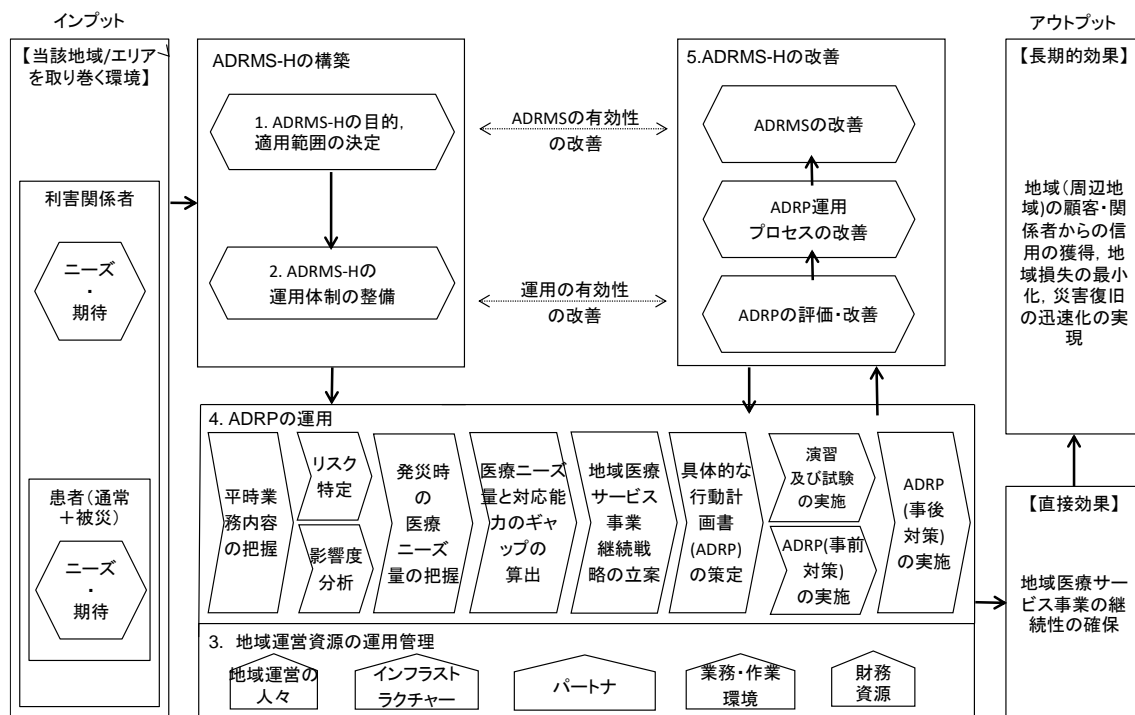 インプット
【当該地域/エリア
を取り巻く環境】
利害関係者
ニーズ
・
期待
患者(通常
+被災)
ニーズ
・
期待
ADRMS-Hの構築
1. ADRMS-Hの目的,
適用範囲の決定
2. ADRMS-Hの
運用体制の整備
ADRMSの有効性
の改善
運用の有効性
の改善
5.ADRMS-Hの改善
ADRMSの改善
ADRP運用
プロセスの改善
ADRPの評価・改善
4. ADRPの運用
平時業
務内容
の把握
リスク
特定
影響度
分析
発災時
の
医療
ニーズ
量の把握
医療ニーズ
量と対応能
力のギャ
ップの
算出
地域医療
サービス
事業
継続戦
略の立案
具体的な
行動計
画書
(ADRP)
の策定
演習
及び試験
の実施
ADRP(事前
対策)の
の実施
ADRP
(事後
対策)
の実施
3. 地域運営資源の運用管理
地域運営の
人々
インフラスト
ラクチャー
パートナ
業務・作業
環境
財務
資源
アウトプット
【長期的効果】
地域(周辺地
域)の顧客・関
係者からの信
用の獲得, 地
域損失の最小
化, 災害復旧
の迅速化の実
現
【直接効果】
地域医療サー
ビス事業の継
続性の確保